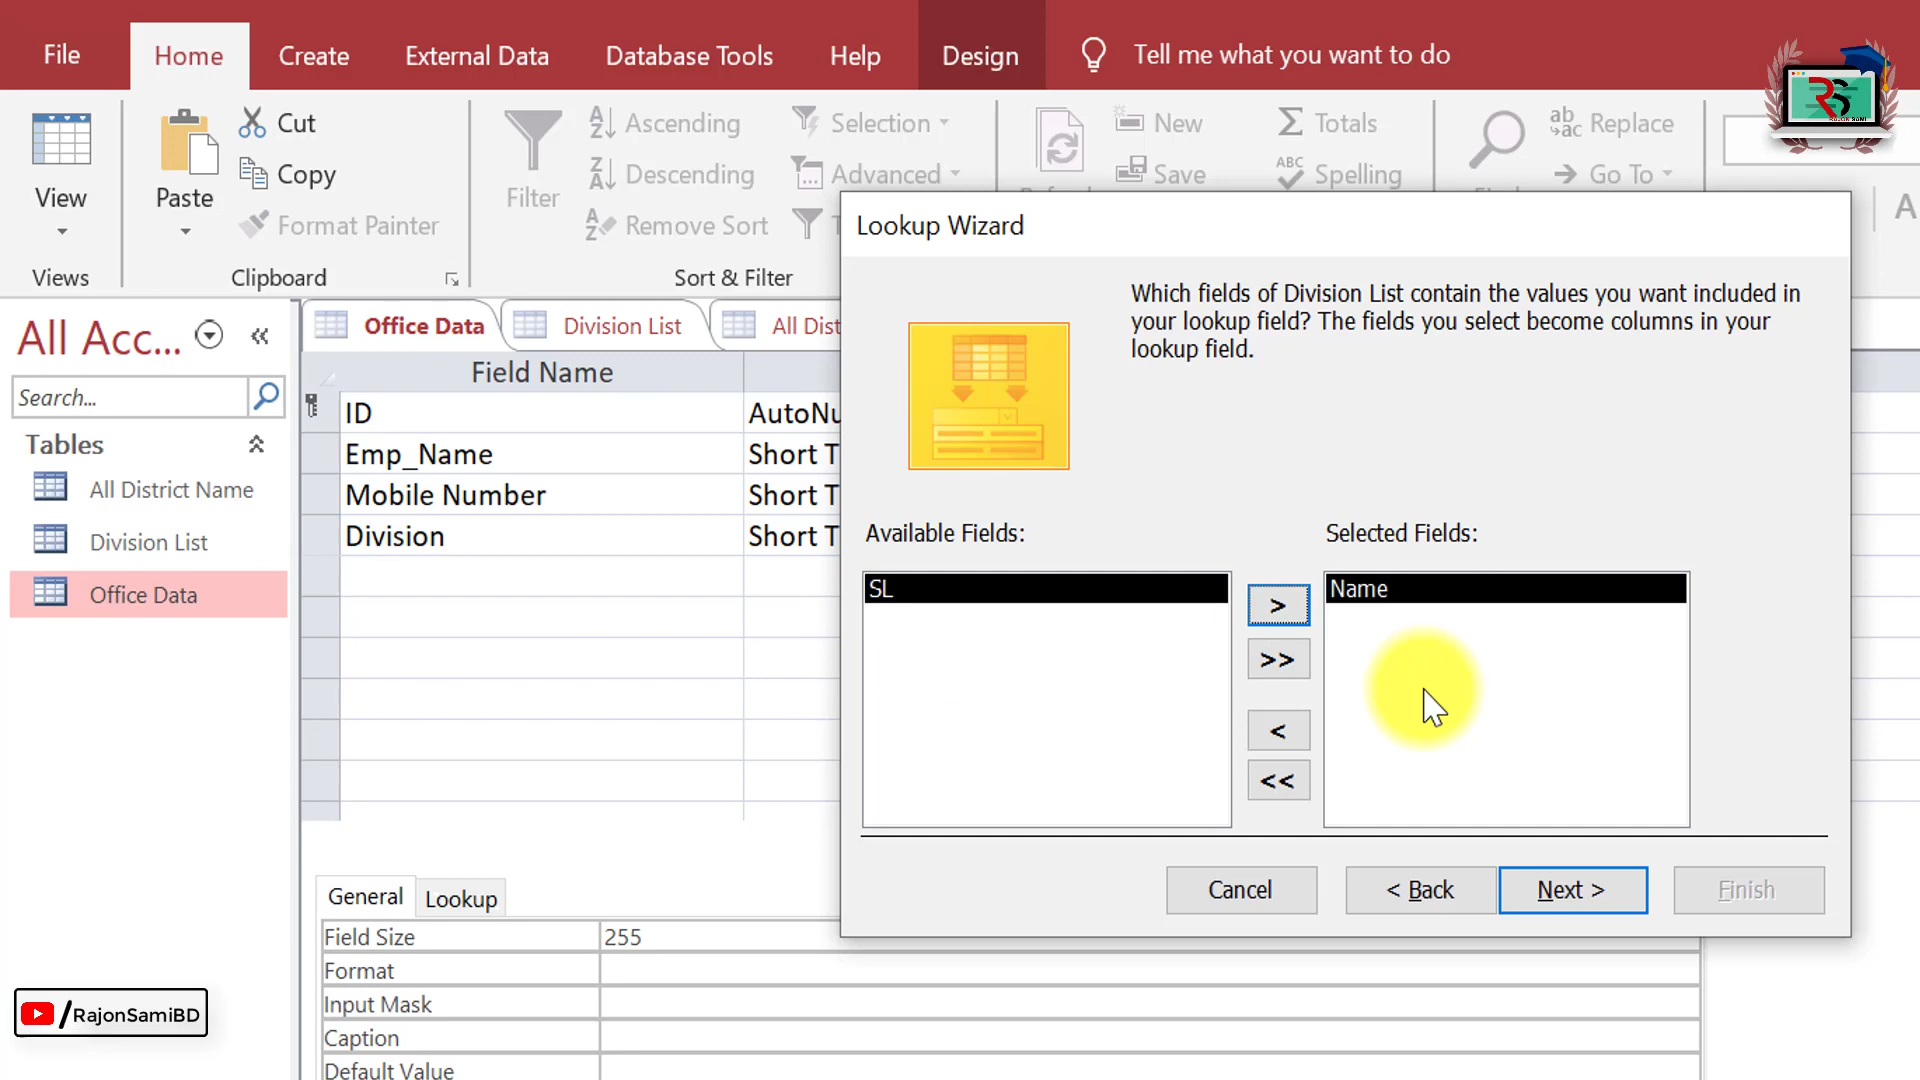 File
Home
Create
External Data
Database Tools
Help
Design
Tell me what you want to do
RS
View
Views
Paste
Cut
Copy
Format Painter
Clipboard
Filter
Ascending
Descending
Remove Sort
Selection
Advanced
Sort & Filter
New
Save
Totals
Spelling
Replace
Go To
All Acc...
Search...
Tables
All District Name
Division List
Office Data
Office Data
Division List
All Dist
Field Name
ID
AutoNu
Emp_Name
Short T
Mobile Number
Short T
Division
Short T
Lookup Wizard
Which fields of Division List contain the values you want included in
your lookup field? The fields you select become columns in your
lookup field.
Available Fields:
Selected Fields:
SL
Name
>
>>
<
<<
Cancel
< Back
Next >
Finish
General
Lookup
Field Size
255
Format
Input Mask
Caption
Default Value
/RajonSamiBD